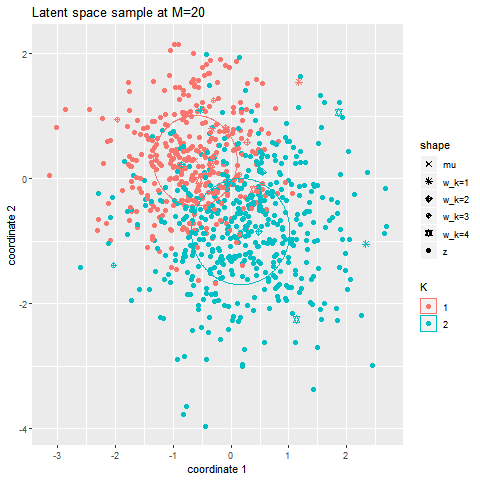 Latent space sample at M=20
2
0
-2
-4
coordinate 2
-3
-2
-1
0
1
2
coordinate 1
shape
mu
w_k=1
w_k=2
w_k=3
w_k=4
z
K
1
2